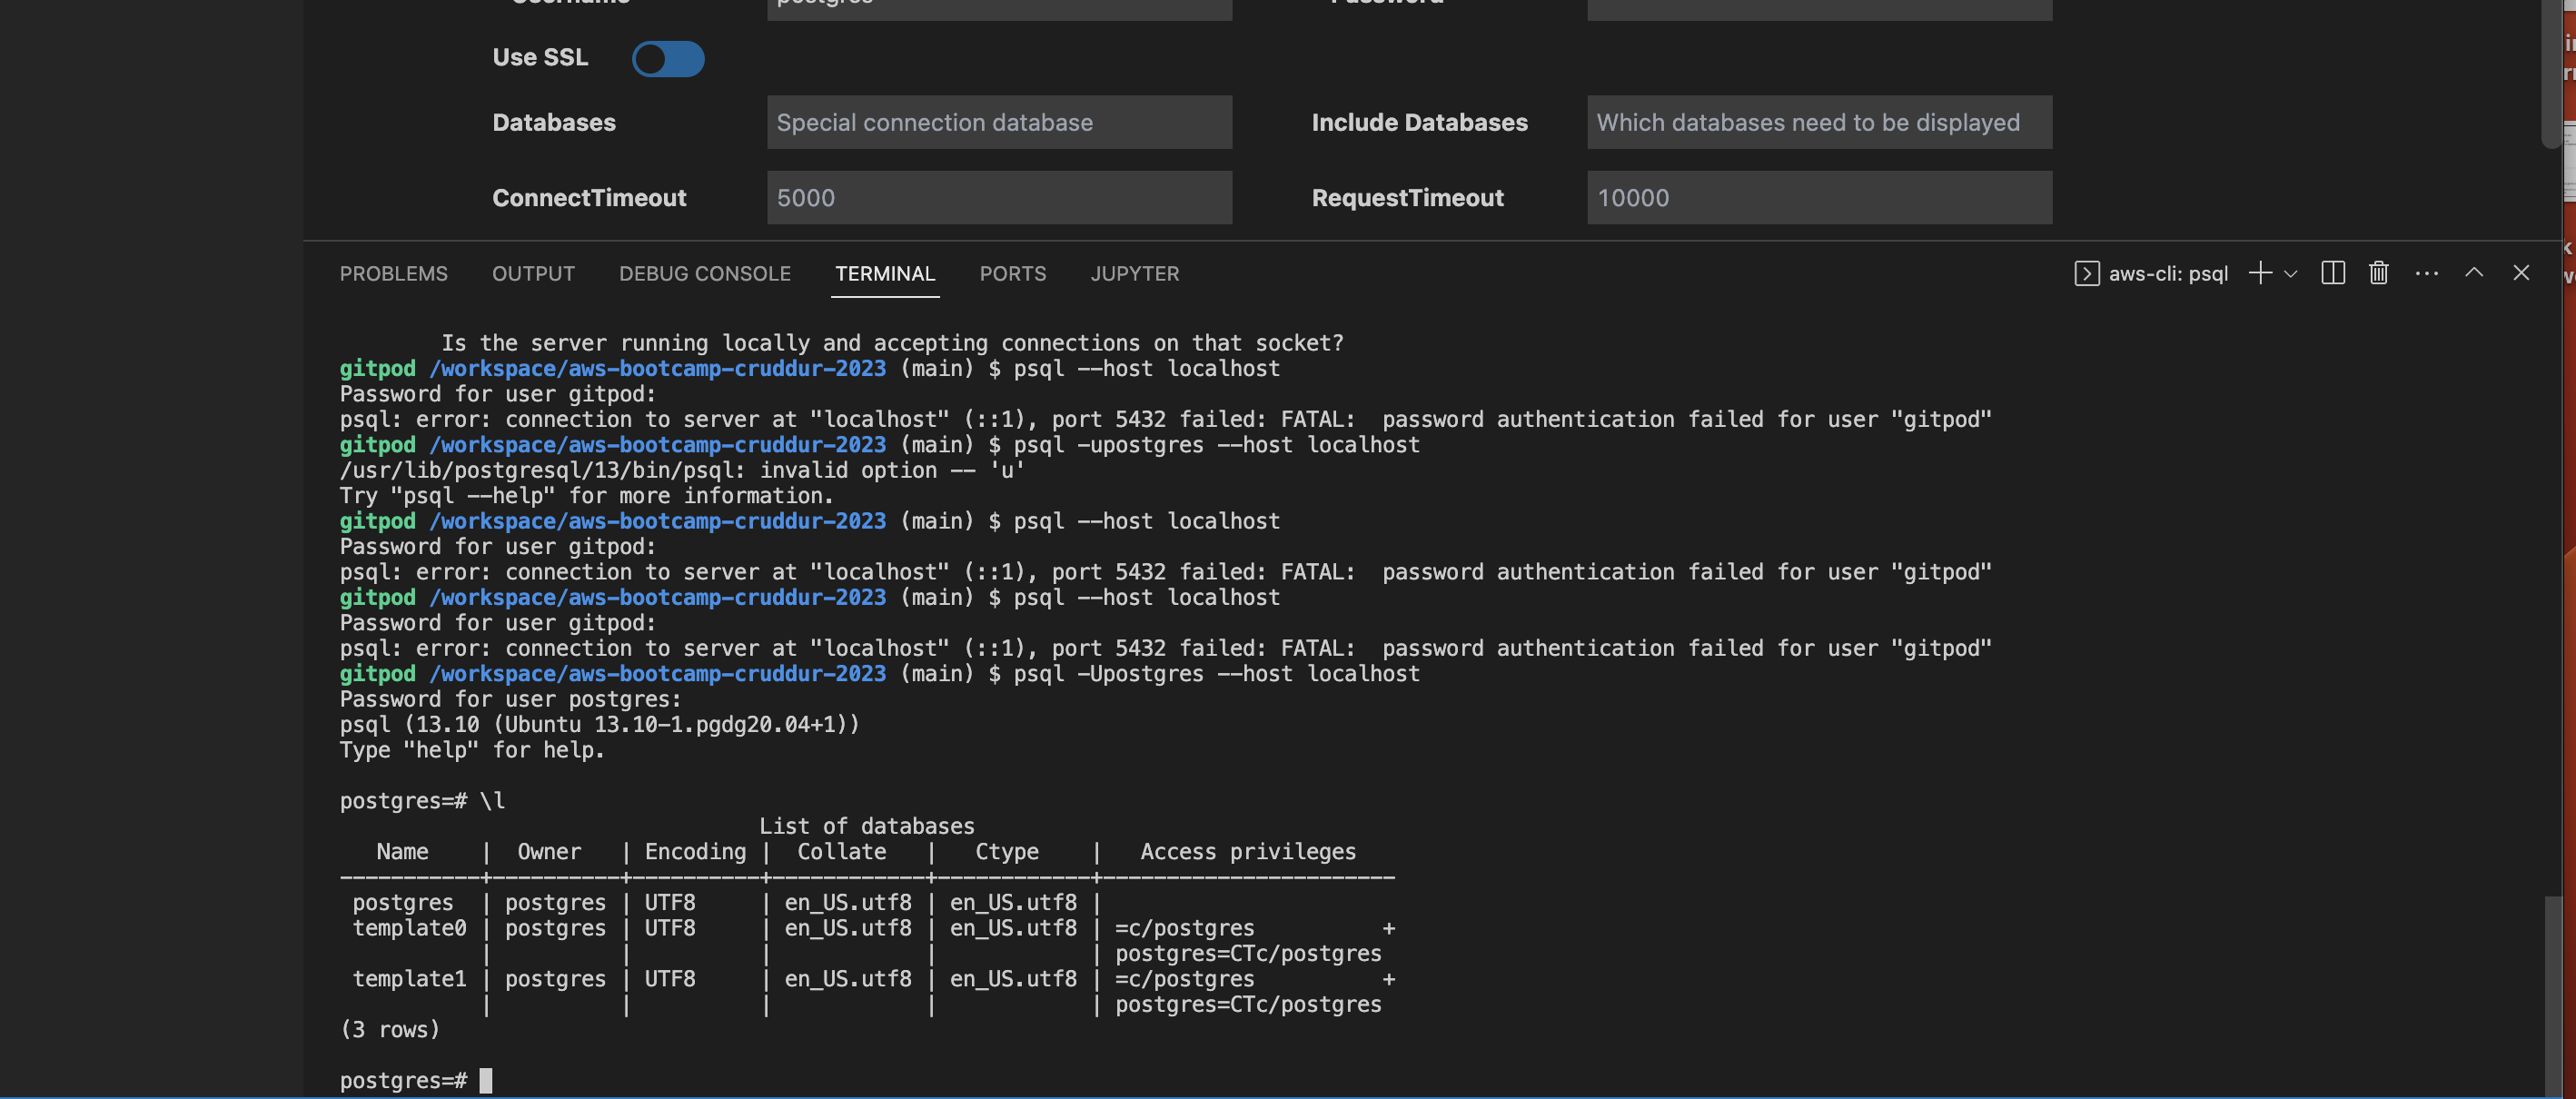 Username postgres Password
Use SSL
Databases Special connection database Include Databases Which databases need to be displayed
ConnectTimeout 5000 RequestTimeout 10000
PROBLEMS OUTPUT DEBUG CONSOLE TERMINAL PORTS JUPYTER aws-cli: psql
Is the server running locally and accepting connections on that socket?
gitpod /workspace/aws-bootcamp-cruddur-2023 (main) $ psql --host localhost
Password for user gitpod:
psql: error: connection to server at "localhost" (::1), port 5432 failed: FATAL:  password authentication failed for user "gitpod"
gitpod /workspace/aws-bootcamp-cruddur-2023 (main) $ psql -upostgres --host localhost
/usr/lib/postgresql/13/bin/psql: invalid option -- 'u'
Try "psql --help" for more information.
gitpod /workspace/aws-bootcamp-cruddur-2023 (main) $ psql --host localhost
Password for user gitpod:
psql: error: connection to server at "localhost" (::1), port 5432 failed: FATAL:  password authentication failed for user "gitpod"
gitpod /workspace/aws-bootcamp-cruddur-2023 (main) $ psql --host localhost
Password for user gitpod:
psql: error: connection to server at "localhost" (::1), port 5432 failed: FATAL:  password authentication failed for user "gitpod"
gitpod /workspace/aws-bootcamp-cruddur-2023 (main) $ psql -Upostgres --host localhost
Password for user postgres:
psql (13.10 (Ubuntu 13.10-1.pgdg20.04+1))
Type "help" for help.
postgres=# \l
List of databases
Name | Owner | Encoding | Collate | Ctype | Access privileges
-----------+----------+----------+------------+------------+-----------------------
postgres | postgres | UTF8 | en_US.utf8 | en_US.utf8 |
template0 | postgres | UTF8 | en_US.utf8 | en_US.utf8 | =c/postgres +
| | | | | postgres=CTc/postgres
template1 | postgres | UTF8 | en_US.utf8 | en_US.utf8 | =c/postgres +
| | | | | postgres=CTc/postgres
(3 rows)
postgres=#